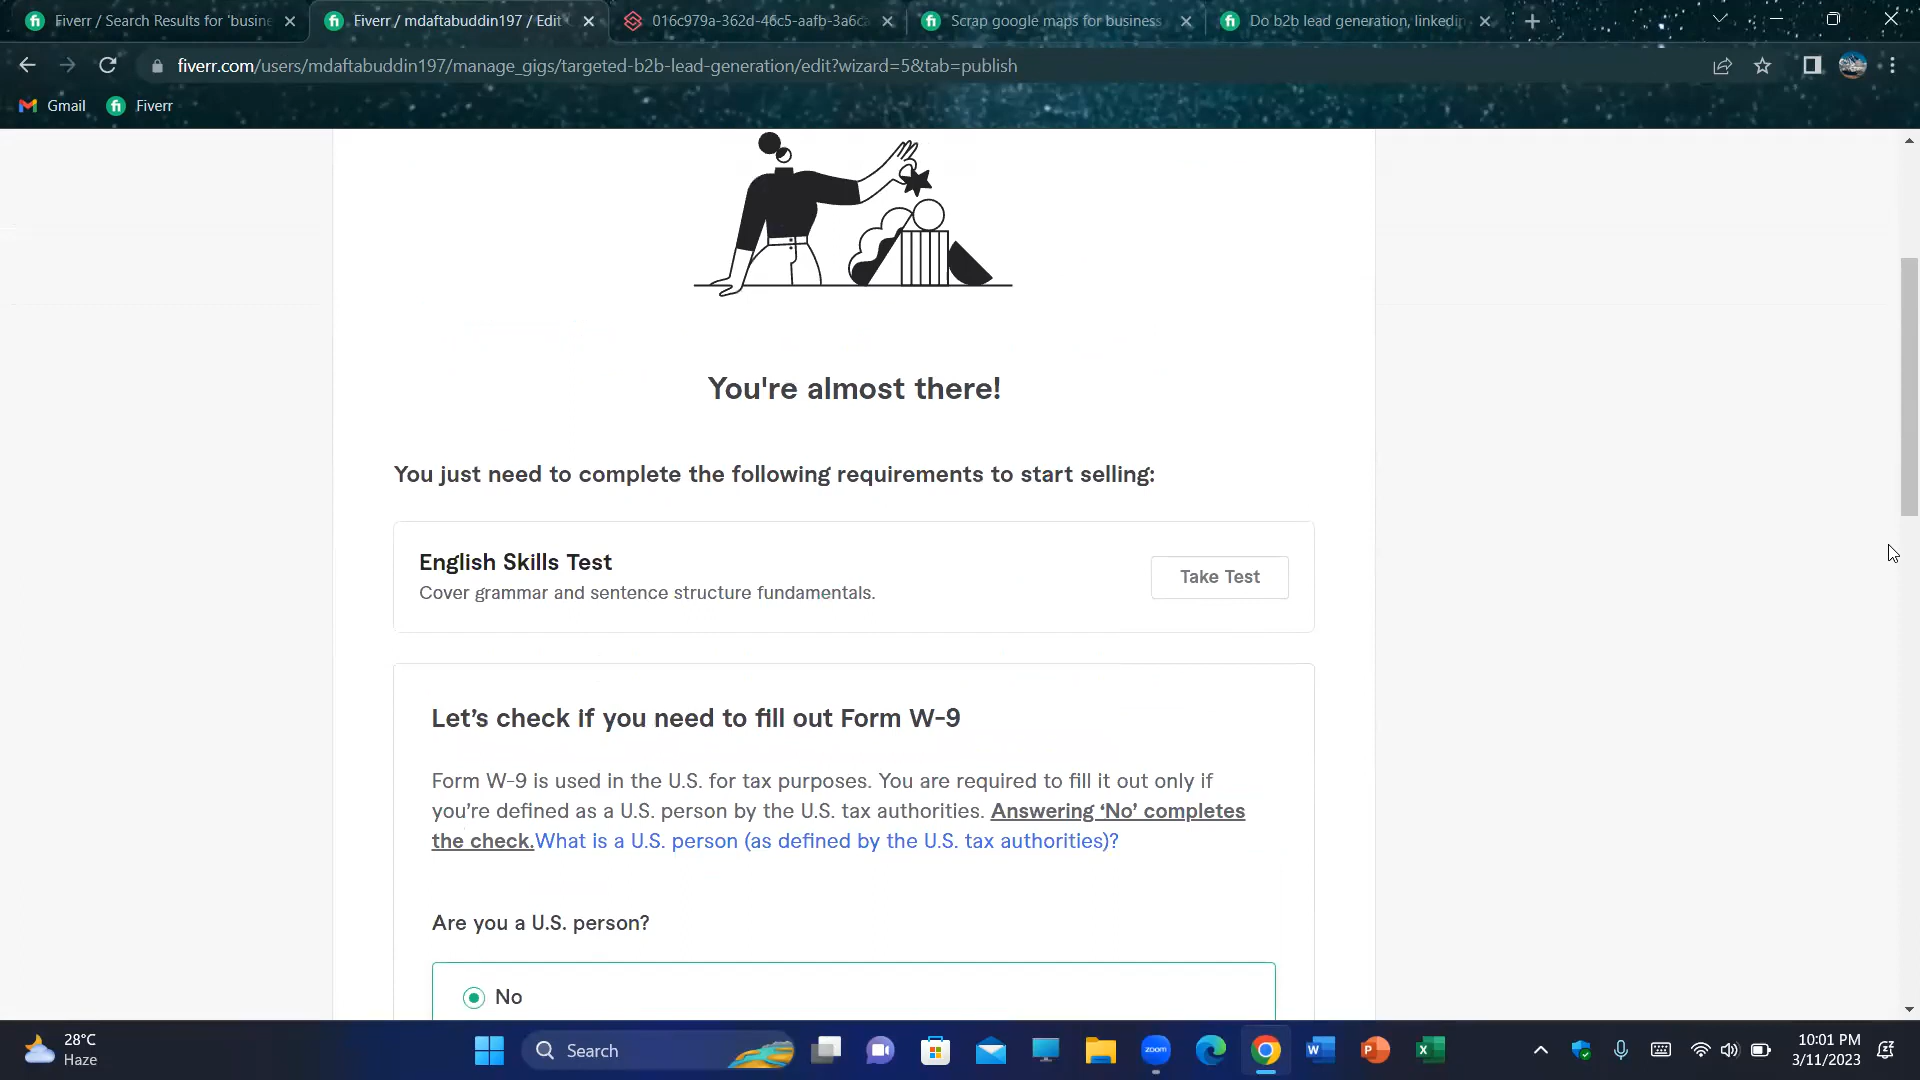 Fiverr / Search Results for 'busine
Fiverr / mdaftabuddin197 / Edit
016c979a-362d-46c5-aafb-3a6c
Scrap google maps for business
Do b2b lead generation, linkedin
fiverr.com/users/mdaftabuddin197/manage_gigs/targeted-b2b-lead-generation/edit?wizard=5&tab=publish
Gmail
Fiverr
You're almost there!
You just need to complete the following requirements to start selling:
English Skills Test
Cover grammar and sentence structure fundamentals.
Take Test
Let's check if you need to fill out Form W-9
Form W-9 is used in the U.S. for tax purposes. You are required to fill it out only if
you're defined as a U.S. person by the U.S. tax authorities. Answering 'No' completes
the check.What is a U.S. person (as defined by the U.S. tax authorities)?
Are you a U.S. person?
No
28°C
Haze
Search
zoom
10:01 PM
3/11/2023